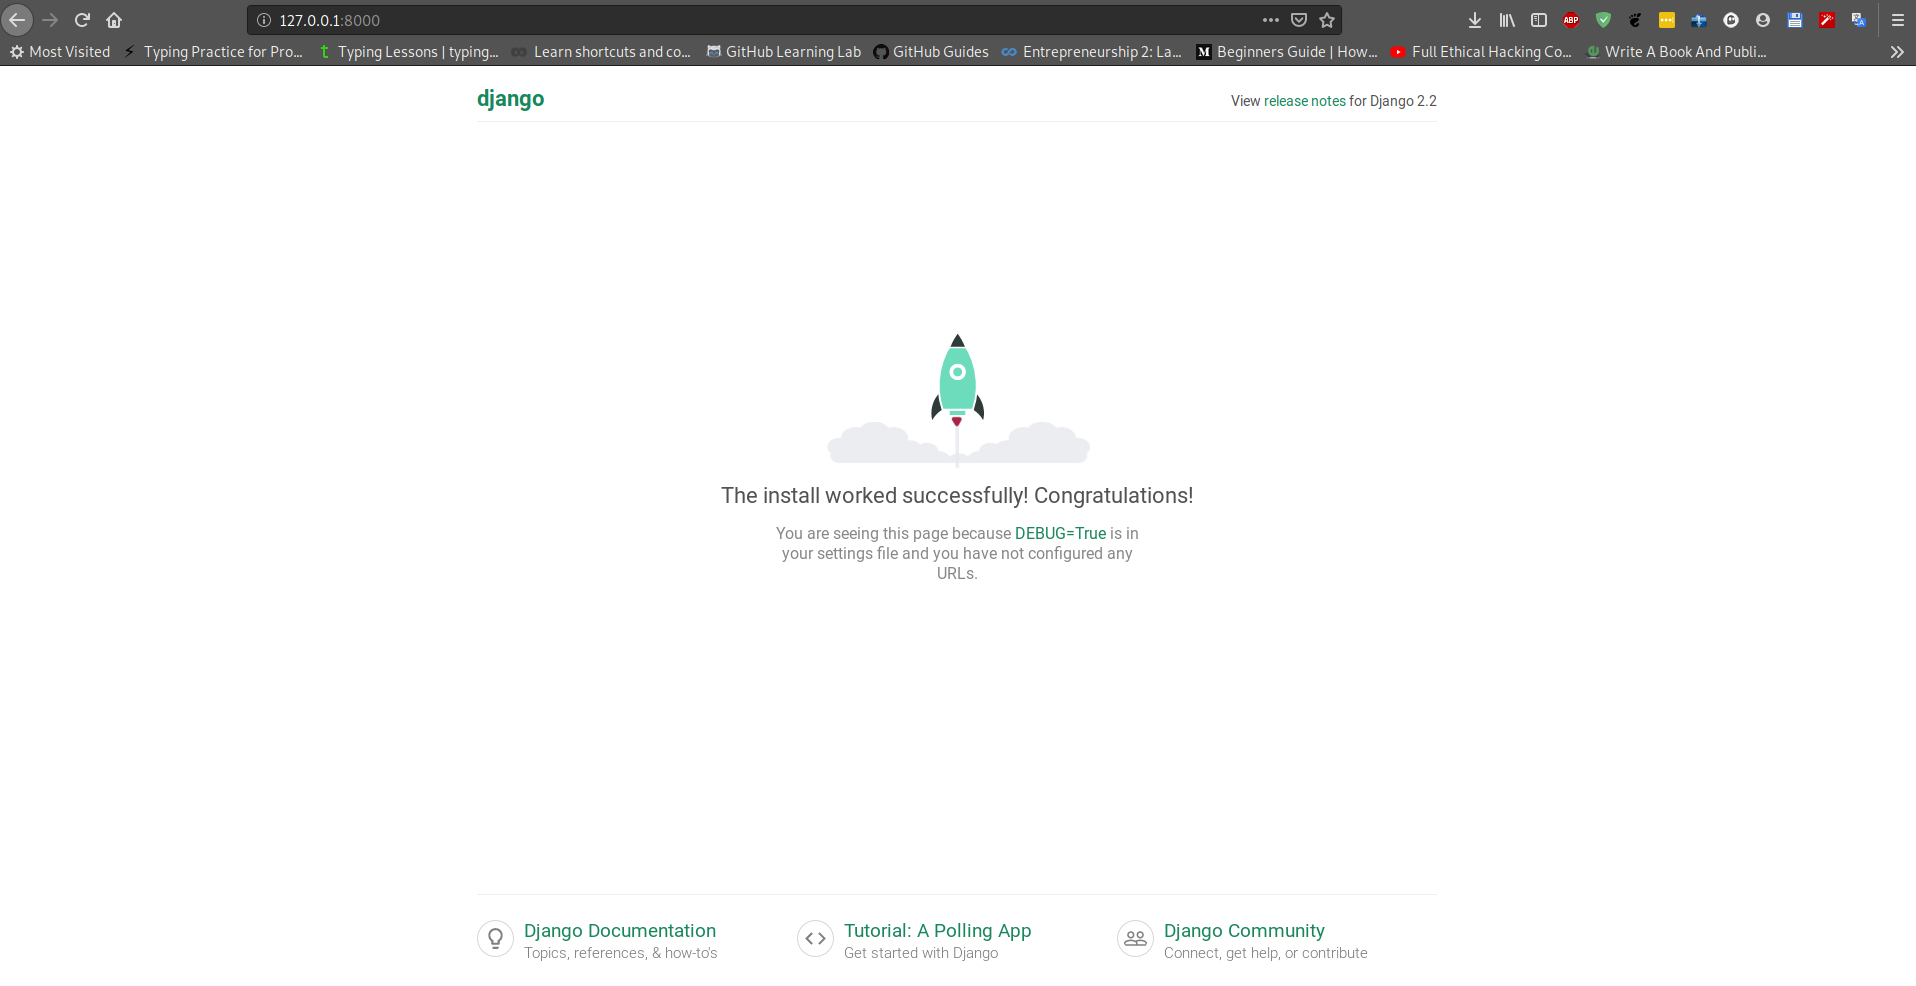 127.0.0.1:8000
ABP
Most Visited Typing Practice for Pro... Typing Lessons | typing... Learn shortcuts and co... GitHub Learning Lab GitHub Guides Entrepreneurship 2: La... Beginners Guide | How... Full Ethical Hacking Co... Write A Book And Publi...
django View release notes for Django 2.2
The install worked successfully! Congratulations!
You are seeing this page because DEBUG=True is in
your settings file and you have not configured any
URLs.
Django Documentation
Topics, references, & how-to's
Tutorial: A Polling App
Get started with Django
Django Community
Connect, get help, or contribute